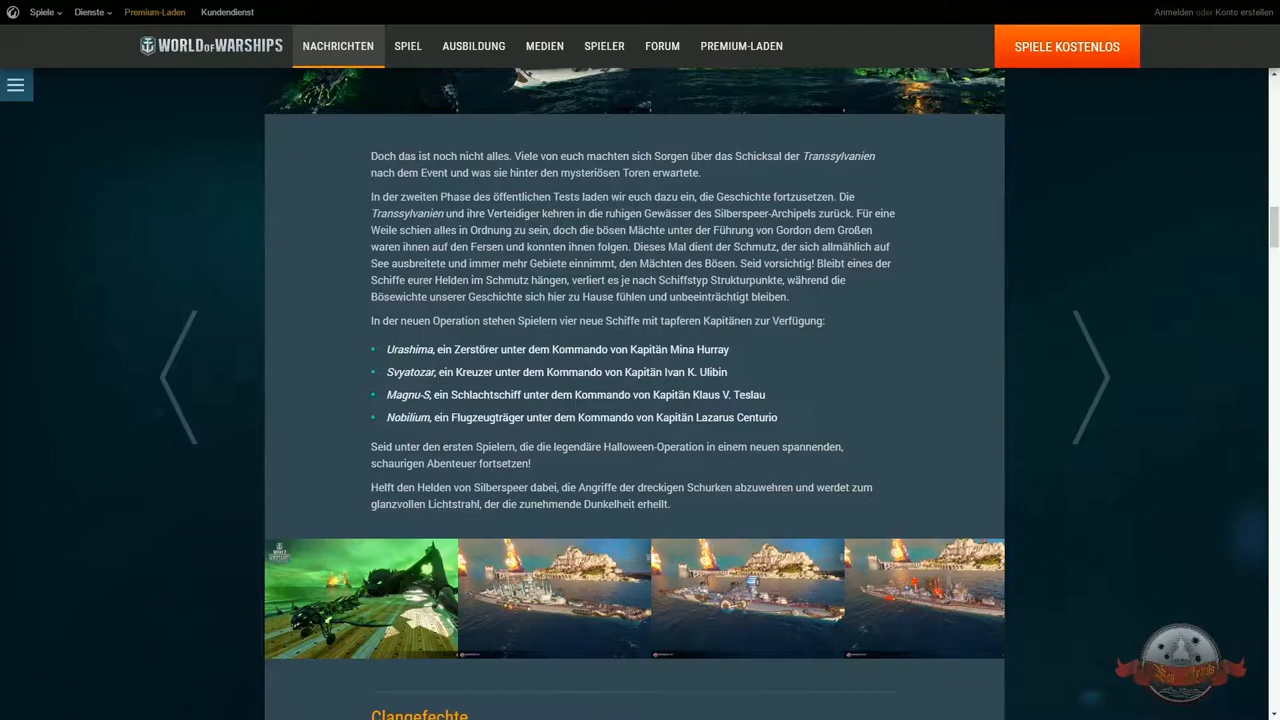 Spiele
Dienste
Premium-Laden
Kundendienst
Anmelden oder Konto erstellen
WORLD OF WARSHIPS
NACHRICHTEN
SPIEL
AUSBILDUNG
MEDIEN
SPIELER
FORUM
PREMIUM-LADEN
SPIELE KOSTENLOS
Doch das ist noch nicht alles. Viele von euch machten sich Sorgen über das Schicksal der Transsylvanien
nach dem Event und was sie hinter den mysteriösen Toren erwartete.
In der zweiten Phase des öffentlichen Tests laden wir euch dazu ein, die Geschichte fortzusetzen. Die
Transsylvanien und ihre Verteidiger kehren in die ruhigen Gewässer des Silberspeer-Archipels zurück. Für eine
Weile schien alles in Ordnung zu sein, doch die bösen Mächte unter der Führung von Gordon dem Großen
waren ihnen auf den Fersen und konnten ihnen folgen. Dieses Mal dient der Schmutz, der sich allmählich auf
See ausbreitete und immer mehr Gebiete einnimmt, den Mächten des Bösen. Seid vorsichtig! Bleibt eines der
Schiffe eurer Helden im Schmutz hängen, verliert es je nach Schiffstyp Strukturpunkte, während die
Bösewichte unserer Geschichte sich hier zu Hause fühlen und unbeeinträchtigt bleiben.
In der neuen Operation stehen Spielern vier neue Schiffe mit tapferen Kapitänen zur Verfügung:
• Urashima, ein Zerstörer unter dem Kommando von Kapitän Mina Hurray
• Svyatozar, ein Kreuzer unter dem Kommando von Kapitän Ivan K. Ulibin
• Magnu-S, ein Schlachtschiff unter dem Kommando von Kapitän Klaus V. Teslau
• Nobilium, ein Flugzeugträger unter dem Kommando von Kapitän Lazarus Centurio
Seid unter den ersten Spielern, die die legendäre Halloween-Operation in einem neuen spannenden,
schaurigen Abenteuer fortsetzen!
Helft den Helden von Silberspeer dabei, die Angriffe der dreckigen Schurken abzuwehren und werdet zum
glanzvollen Lichtstrahl, der die zunehmende Dunkelheit erhellt.
Clangefechte